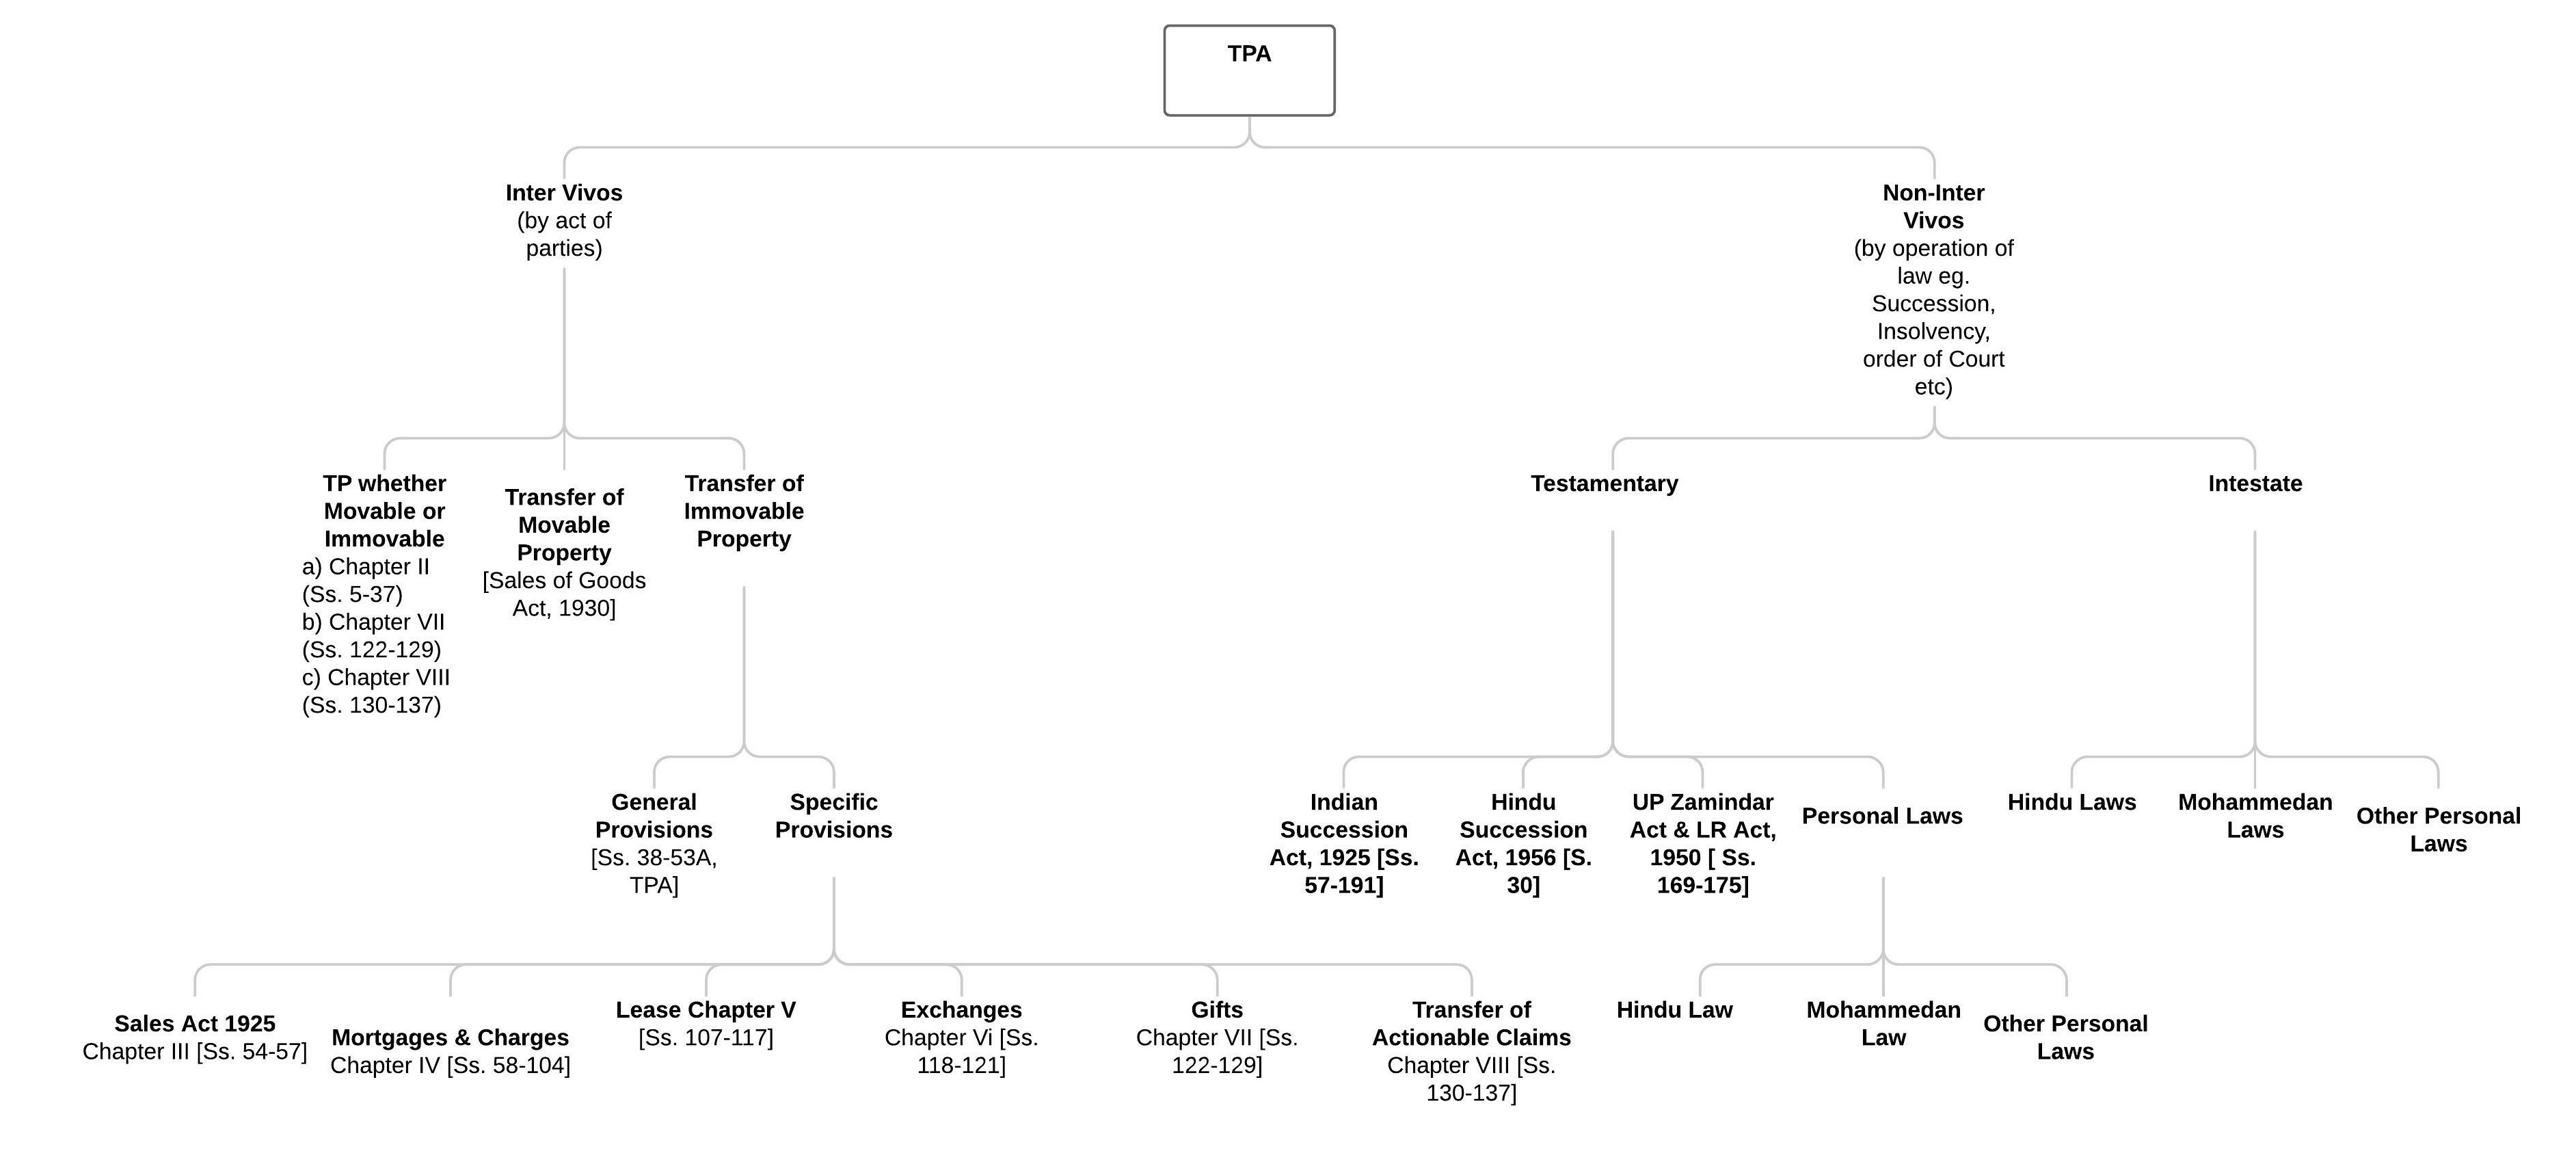 TPA
Inter Vivos
(by act of
parties)
Non-Inter
Vivos
(by operation of
law eg.
Succession,
Insolvency,
order of Court
etc)
TP whether
Movable or
Immovable
a) Chapter II
(Ss. 5-37)
b) Chapter VII
(Ss. 122-129)
c) Chapter VIII
(Ss. 130-137)
Transfer of
Movable
Property
[Sales of Goods
Act, 1930]
Transfer of
Immovable
Property
Testamentary
Intestate
General
Provisions
[Ss. 38-53A,
TPA]
Specific
Provisions
Indian
Succession
Act, 1925 [Ss.
57-191]
Hindu
Succession
Act, 1956 [S.
30]
UP Zamindar
Act & LR Act,
1950 [ Ss.
169-175]
Personal Laws
Hindu Laws
Mohammedan
Laws
Other Personal
Laws
Sales Act 1925
Chapter III [Ss. 54-57]
Mortgages & Charges
Chapter IV [Ss. 58-104]
Lease Chapter V
[Ss. 107-117]
Exchanges
Chapter Vi [Ss.
118-121]
Gifts
Chapter VII [Ss.
122-129]
Transfer of
Actionable Claims
Chapter VIII [Ss.
130-137]
Hindu Law
Mohammedan
Law
Other Personal
Laws